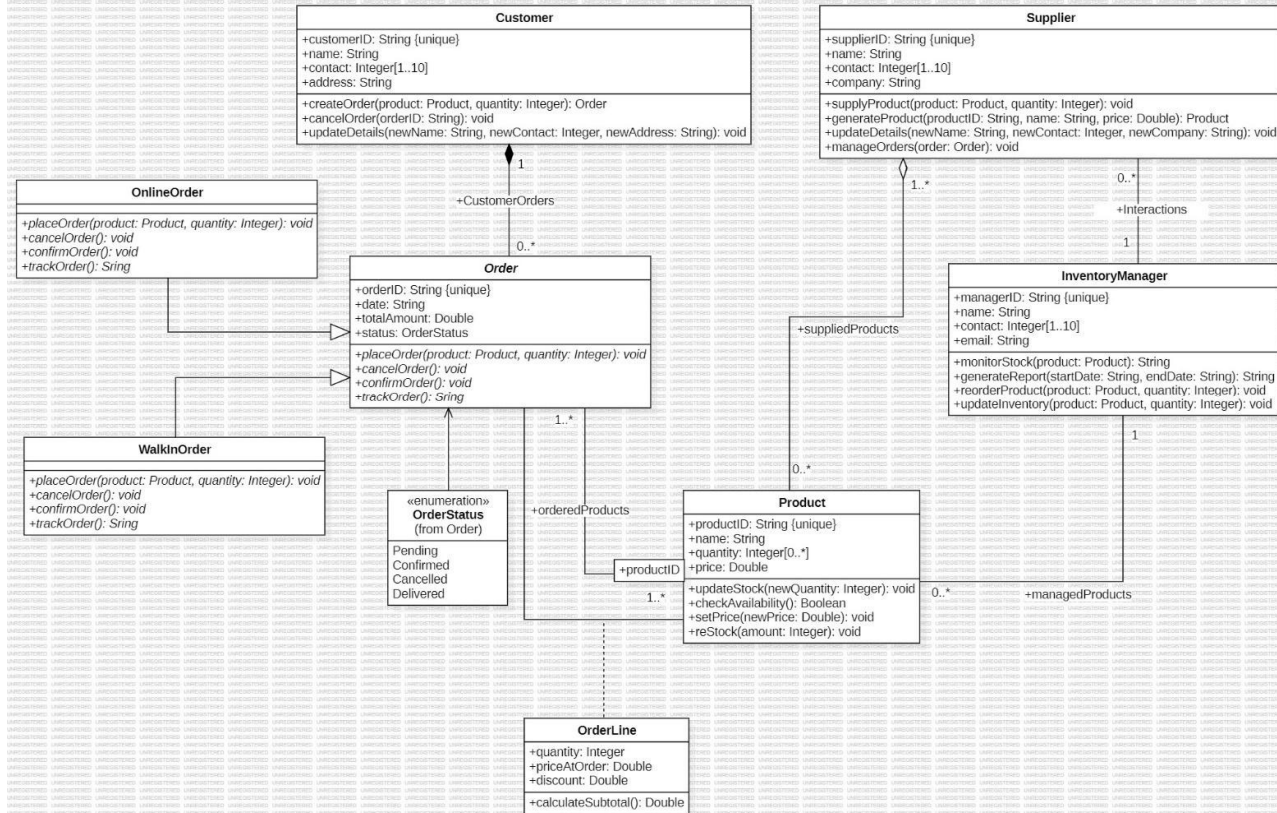 Customer
+customerID: String {unique}
+name: String
+contact: Integer[1..10]
+address: String
+createOrder(product: Product, quantity: Integer): Order
+cancelOrder(orderID: String): void
+updateDetails(newName: String, newContact: Integer, newAddress: String): void
Supplier
+supplierID: String {unique}
+name: String
+contact: Integer[1..10]
+company: String
+supplyProduct(product: Product, quantity: Integer): void
+generateProduct(productID: String, name: String, price: Double): Product
+updateDetails(newName: String, newContact: Integer, newCompany: String): void
+manageOrders(order: Order): void
1
+CustomerOrders
0..*
1..*
+suppliedProducts
0..*
0..*
+Interactions
1
OnlineOrder
+placeOrder(product: Product, quantity: Integer): void
+cancelOrder(): void
+confirmOrder(): void
+trackOrder(): Sring
Order
+orderID: String {unique}
+date: String
+totalAmount: Double
+status: OrderStatus
+placeOrder(product: Product, quantity: Integer): void
+cancelOrder(): void
+confirmOrder(): void
+trackOrder(): Sring
InventoryManager
+managerID: String {unique}
+name: String
+contact: Integer[1..10]
+email: String
+monitorStock(product: Product): String
+generateReport(startDate: String, endDate: String): String
+reorderProduct(product: Product, quantity: Integer): void
+updateInventory(product: Product, quantity: Integer): void
WalkInOrder
+placeOrder(product: Product, quantity: Integer): void
+cancelOrder(): void
+confirmOrder(): void
+trackOrder(): Sring
«enumeration»
OrderStatus
(from Order)
Pending
Confirmed
Cancelled
Delivered
1..*
+orderedProducts
+productID
1..*
Product
+productID: String {unique}
+name: String
+quantity: Integer[0..*]
+price: Double
+updateStock(newQuantity: Integer): void
+checkAvailability(): Boolean
+setPrice(newPrice: Double): void
+reStock(amount: Integer): void
1
0..*
+managedProducts
OrderLine
+quantity: Integer
+priceAtOrder: Double
+discount: Double
+calculateSubtotal(): Double
UNREGISTERED